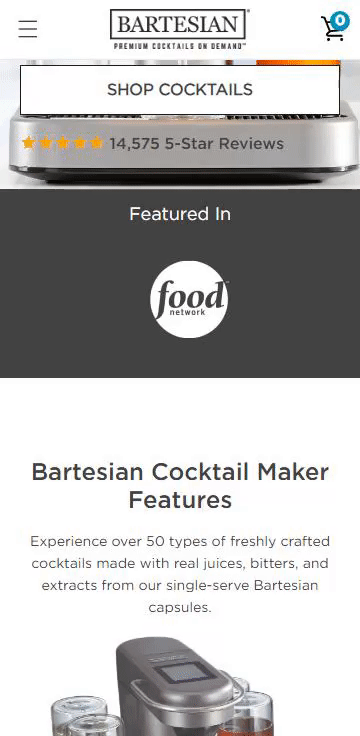 BARTESIAN
PREMIUM COCKTAILS ON DEMAND™
0
SHOP COCKTAILS
14,575 5-Star Reviews
Featured In
food
network
Bartesian Cocktail Maker
Features
Experience over 50 types of freshly crafted
cocktails made with real juices, bitters, and
extracts from our single-serve Bartesian
capsules.